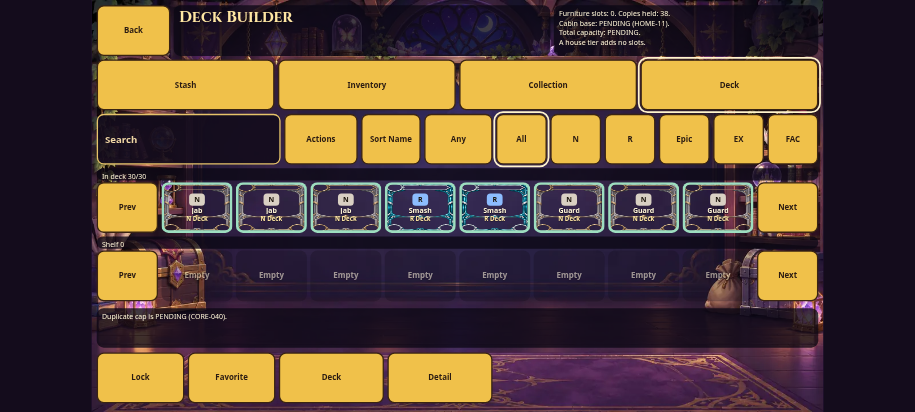 Back
Deck Builder
Furniture slots: 0. Copies held: 38.
Cabin base: PENDING (HOME-11).
Total capacity: PENDING.
A house tier adds no slots.
Stash
Inventory
Collection
Deck
Search
Actions
Sort Name
Any
All
N
R
Epic
EX
FAC
In deck 30/30
Prev
N
Jab
N Deck
N
Jab
N Deck
N
Jab
N Deck
R
Smash
R Deck
R
Smash
R Deck
N
Guard
N Deck
N
Guard
N Deck
N
Guard
N Deck
Next
Shelf 0
Prev
Empty
Empty
Empty
Empty
Empty
Empty
Empty
Empty
Next
Duplicate cap is PENDING (CORE-040).
Lock
Favorite
Deck
Detail